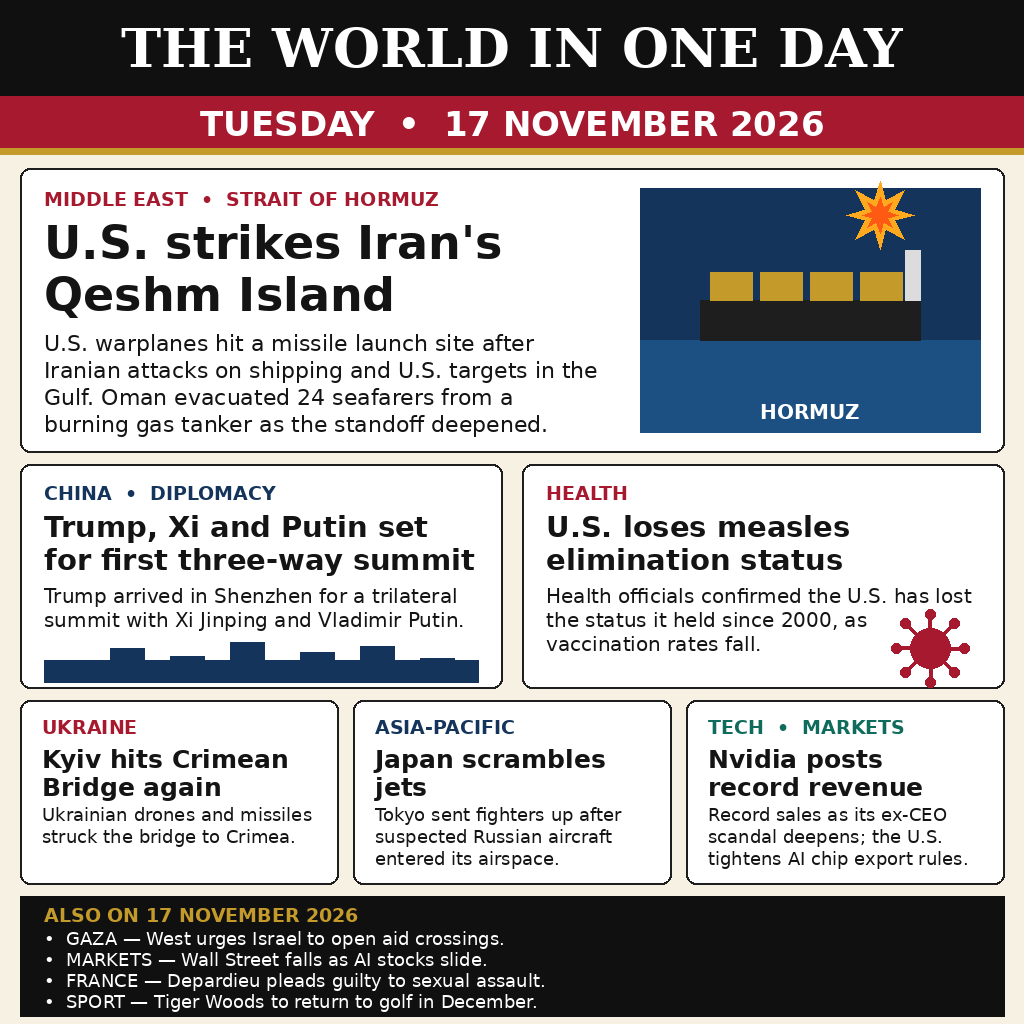 THE WORLD IN ONE DAY
TUESDAY • 17 NOVEMBER 2026
MIDDLE EAST • STRAIT OF HORMUZ
U.S. strikes Iran's
Qeshm Island
U.S. warplanes hit a missile launch site after
Iranian attacks on shipping and U.S. targets in the
Gulf. Oman evacuated 24 seafarers from a
burning gas tanker as the standoff deepened.
HORMUZ
CHINA • DIPLOMACY
Trump, Xi and Putin set
for first three-way summit
Trump arrived in Shenzhen for a trilateral
summit with Xi Jinping and Vladimir Putin.
HEALTH
U.S. loses measles
elimination status
Health officials confirmed the U.S. has lost
the status it held since 2000, as
vaccination rates fall.
UKRAINE
Kyiv hits Crimean
Bridge again
Ukrainian drones and missiles
struck the bridge to Crimea.
ASIA-PACIFIC
Japan scrambles
jets
Tokyo sent fighters up after
suspected Russian aircraft
entered its airspace.
TECH • MARKETS
Nvidia posts
record revenue
Record sales as its ex-CEO
scandal deepens; the U.S.
tightens AI chip export rules.
ALSO ON 17 NOVEMBER 2026
• GAZA — West urges Israel to open aid crossings.
• MARKETS — Wall Street falls as AI stocks slide.
• FRANCE — Depardieu pleads guilty to sexual assault.
• SPORT — Tiger Woods to return to golf in December.